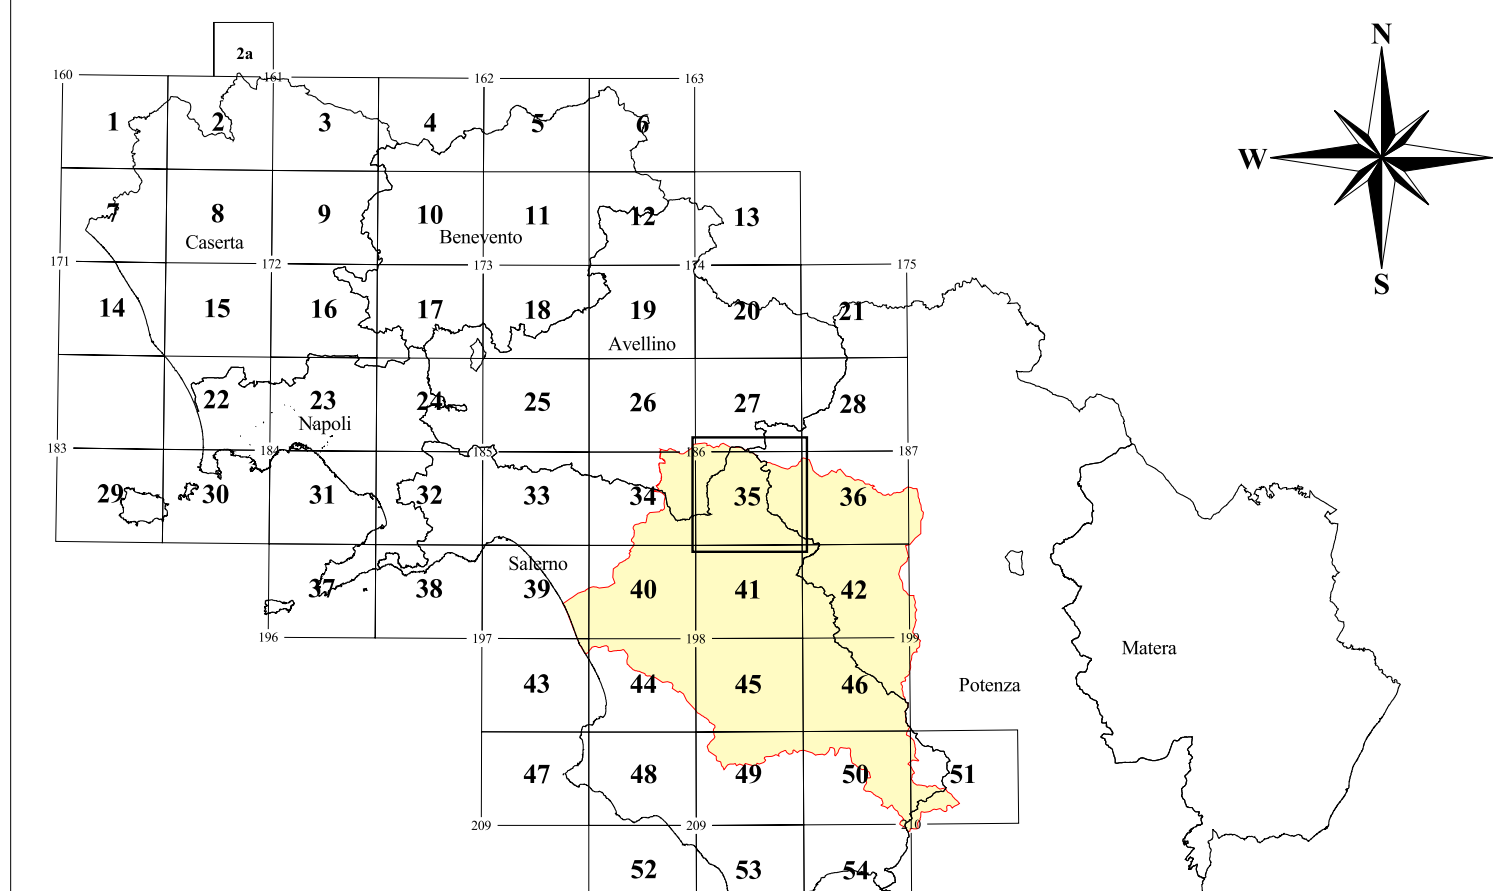 N
2a
160 161 162 163
1 2 3 4 5 6
W
7 8 9 10 11 12 13
Caserta Benevento
171 172 173 174 175
S
14 15 16 17 18 19 20 21
Avellino
22 23 24 25 26 27 28
Napoli
183 184 185 186 187
29 30 31 32 33 34 35 36
Salerno
37 38 39 40 41 42
196 197 198 199
Matera
43 44 45 46 Potenza
47 48 49 50 51
209 209 210
52 53 54